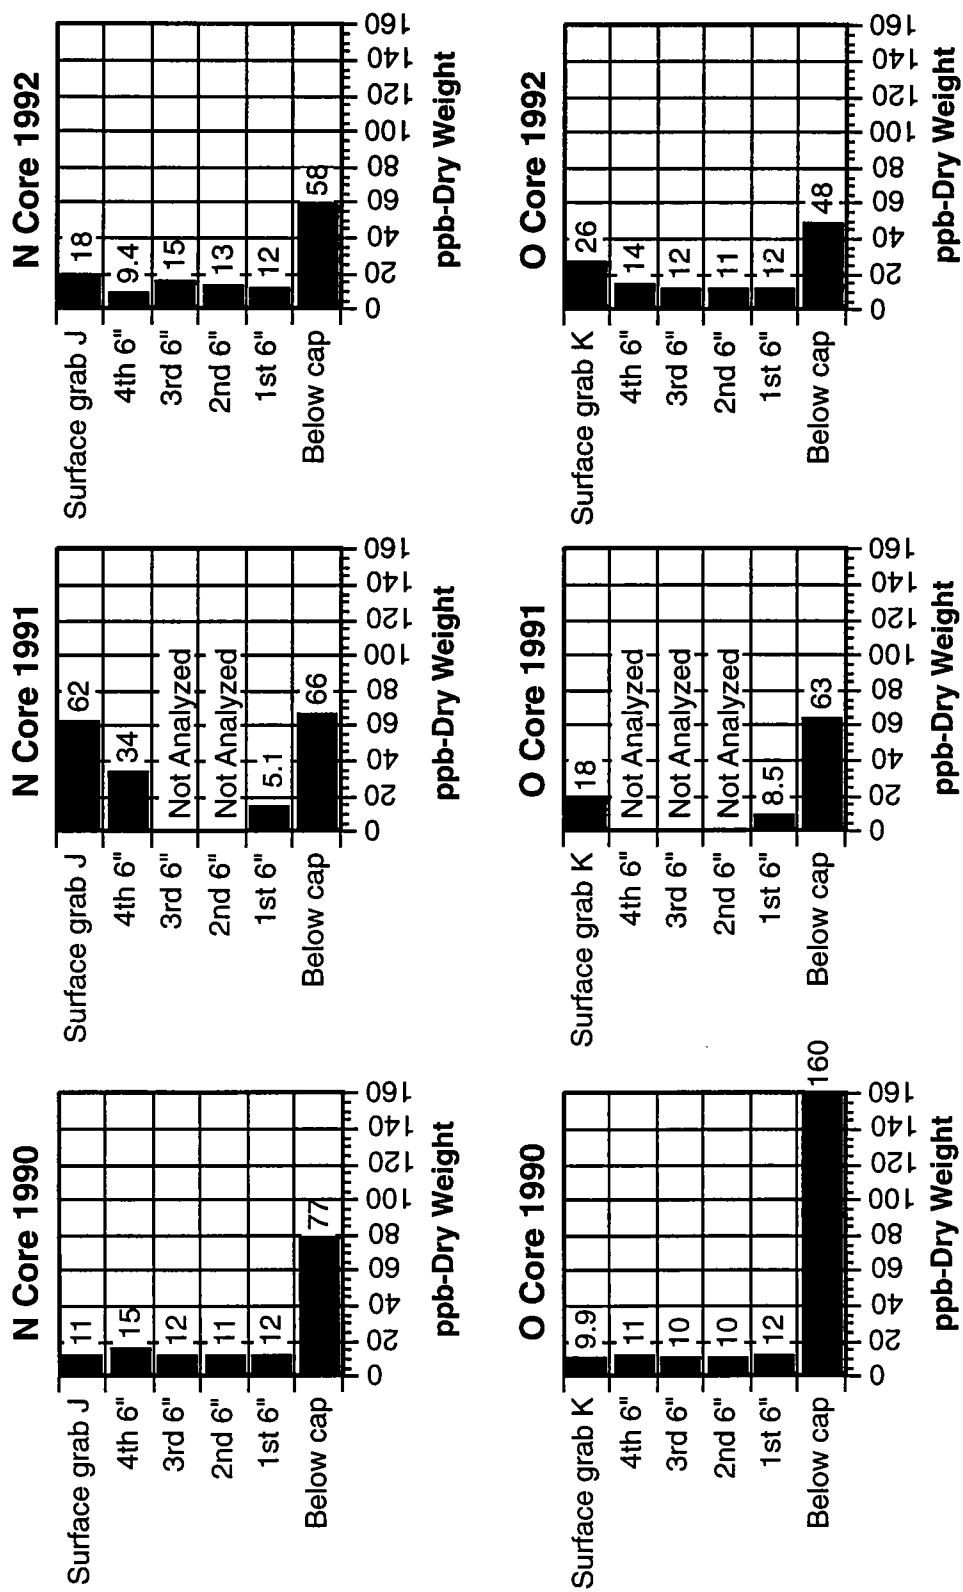 N Core 1990
Surface grab J 11
4th 6" 15
3rd 6" 12
2nd 6" 11
1st 6" 12
Below cap 77
0 20 40 60 80 100 120 140 160
ppb-Dry Weight
N Core 1991
Surface grab J 62
4th 6" 34
3rd 6" Not Analyzed
2nd 6" Not Analyzed
1st 6" 5.1
Below cap 66
0 20 40 60 80 100 120 140 160
ppb-Dry Weight
N Core 1992
Surface grab J 18
4th 6" 9.4
3rd 6" 15
2nd 6" 13
1st 6" 12
Below cap 58
0 20 40 60 80 100 120 140 160
ppb-Dry Weight
O Core 1990
Surface grab K 9.9
4th 6" 11
3rd 6" 10
2nd 6" 10
1st 6" 12
Below cap 160
0 20 40 60 80 100 120 140 160
ppb-Dry Weight
O Core 1991
Surface grab K 18
4th 6" Not Analyzed
3rd 6" Not Analyzed
2nd 6" Not Analyzed
1st 6" 8.5
Below cap 63
0 20 40 60 80 100 120 140 160
ppb-Dry Weight
O Core 1992
Surface grab K 26
4th 6" 14
3rd 6" 12
2nd 6" 11
1st 6" 12
Below cap 48
0 20 40 60 80 100 120 140 160
ppb-Dry Weight